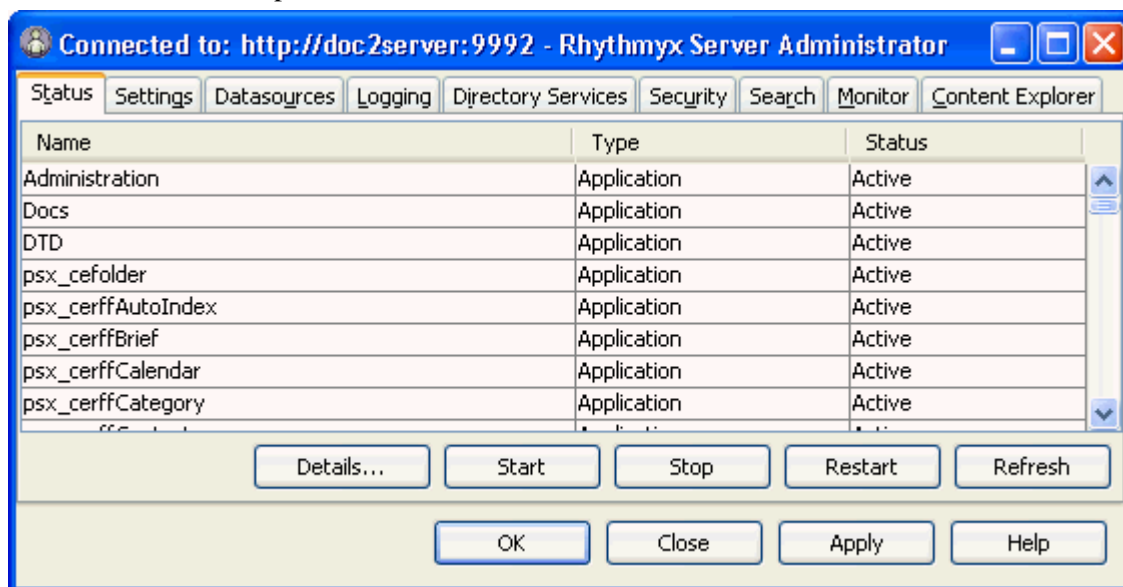 Connected to: http://doc2server:9992 - Rhythmyx Server Administrator
Status Settings Datasources Logging Directory Services Security Search Monitor Content Explorer
Name Type Status
Administration Application Active
Docs Application Active
DTD Application Active
psx_cefolder Application Active
psx_cerffAutoIndex Application Active
psx_cerffBrief Application Active
psx_cerffCalendar Application Active
psx_cerffCategory Application Active
Details... Start Stop Restart Refresh
OK Close Apply Help